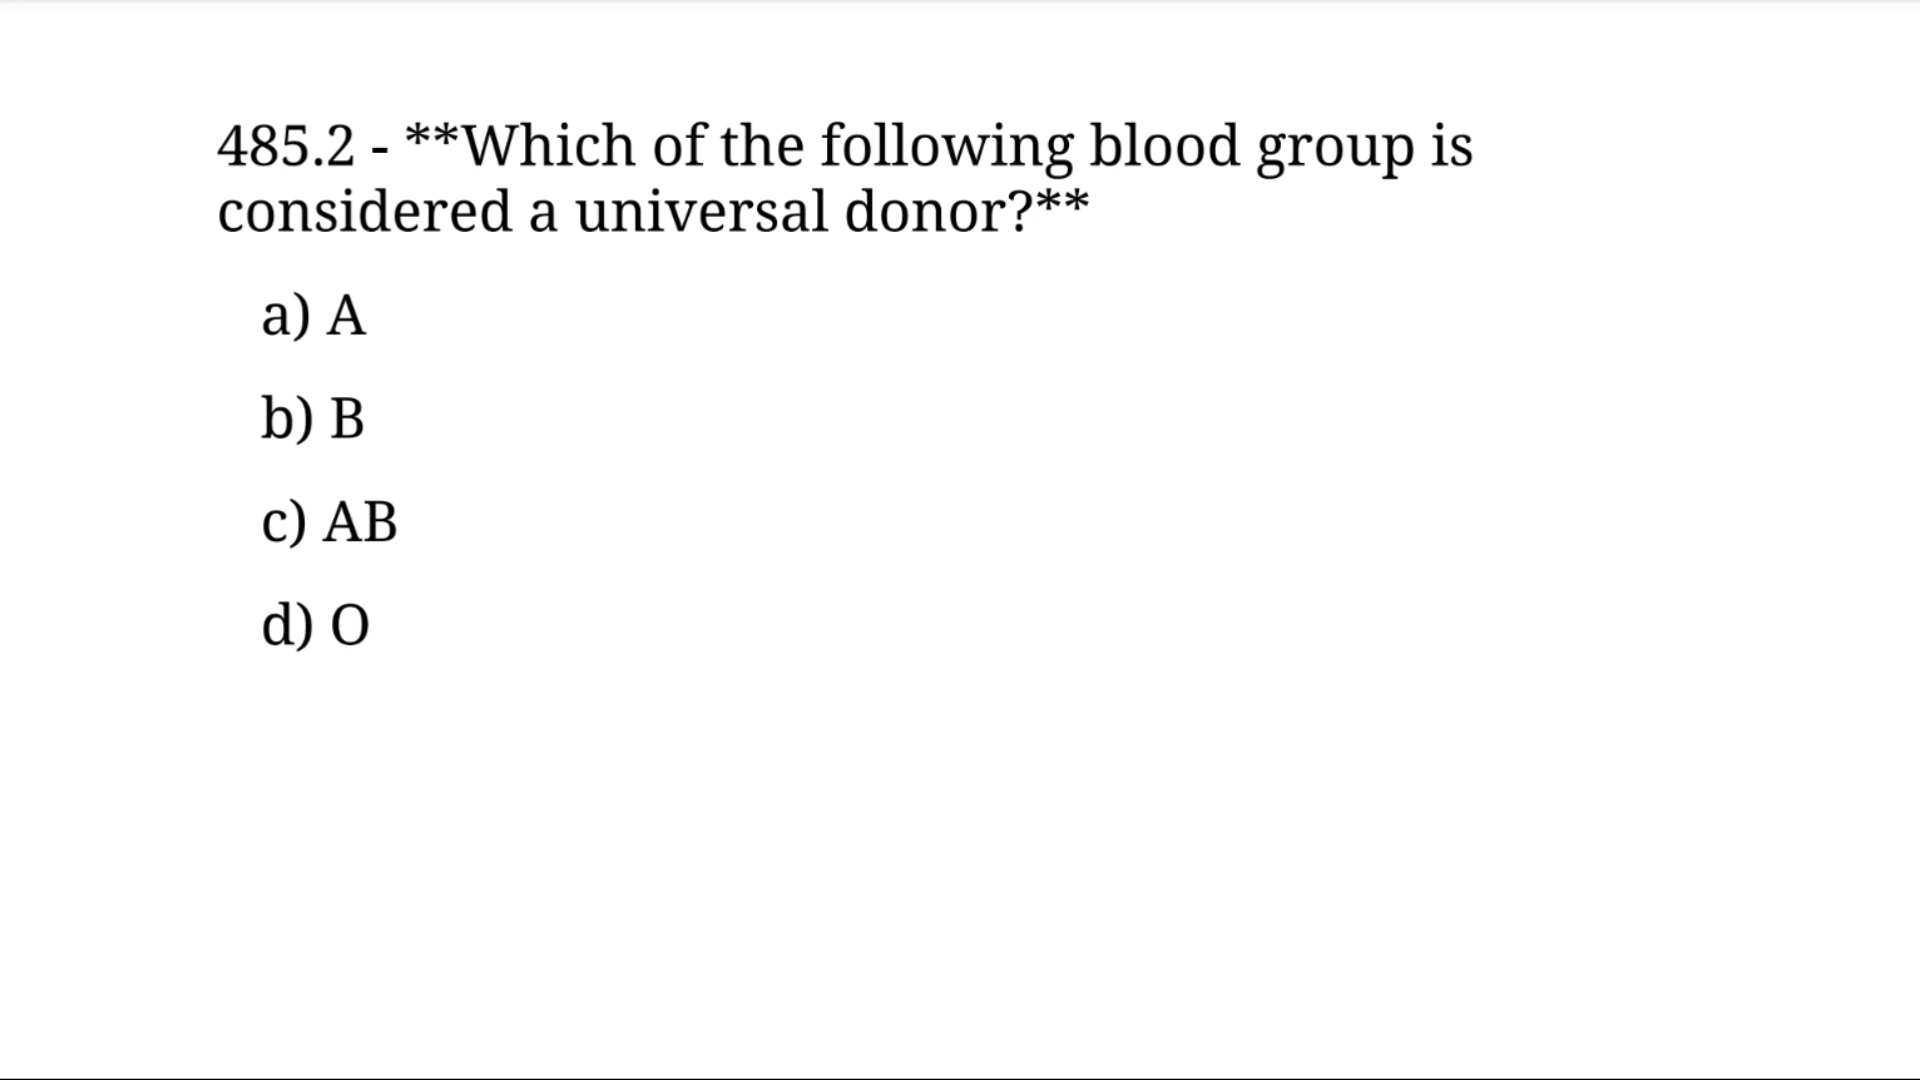 485.2 - **Which of the following blood group is
considered a universal donor?**
a) A
b) B
c) AB
d) O